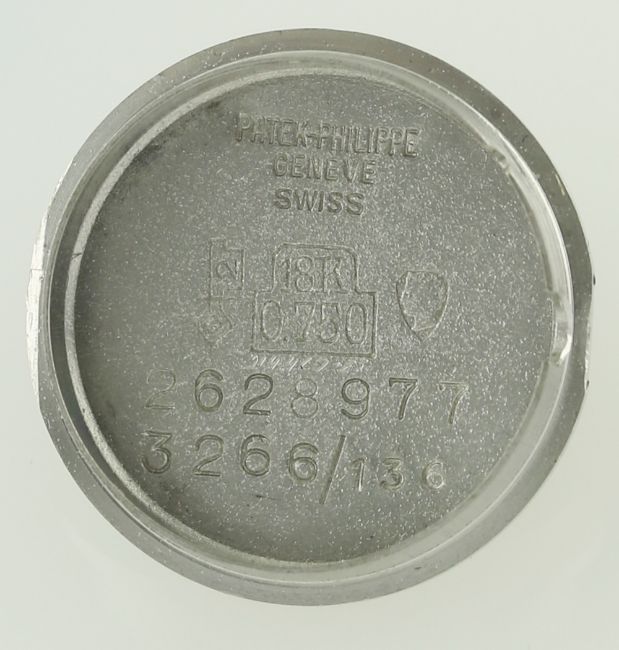 PATEK-PHILIPPE
GENEVE
SWISS
18K
0.750
2628977
3266/136